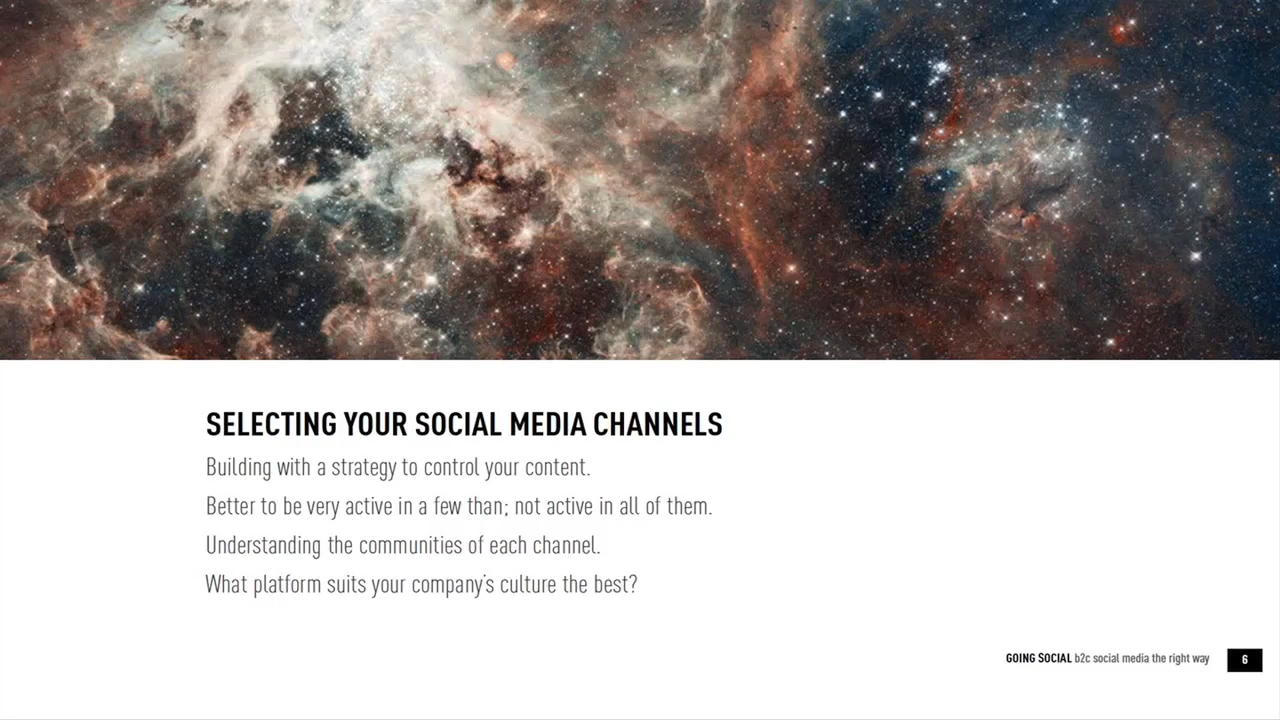 SELECTING YOUR SOCIAL MEDIA CHANNELS
Building with a strategy to control your content.
Better to be very active in a few than; not active in all of them.
Understanding the communities of each channel.
What platform suits your company's culture the best?
GOING SOCIAL b2c social media the right way 6